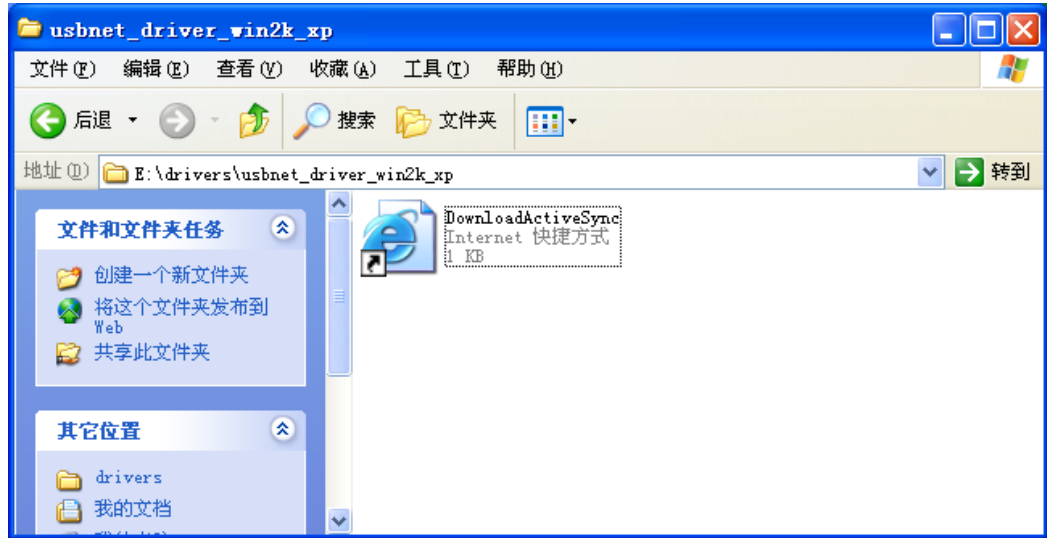 usbnet_driver_win2k_xp
文件(F) 编辑(E) 查看(V) 收藏(A) 工具(T) 帮助(H)
后退 搜索 文件夹
地址(D) E:\drivers\usbnet_driver_win2k_xp 转到
文件和文件夹任务
创建一个新文件夹
将这个文件夹发布到
Web
共享此文件夹
其它位置
drivers
我的文档
DownloadActiveSync
Internet 快捷方式
1 KB